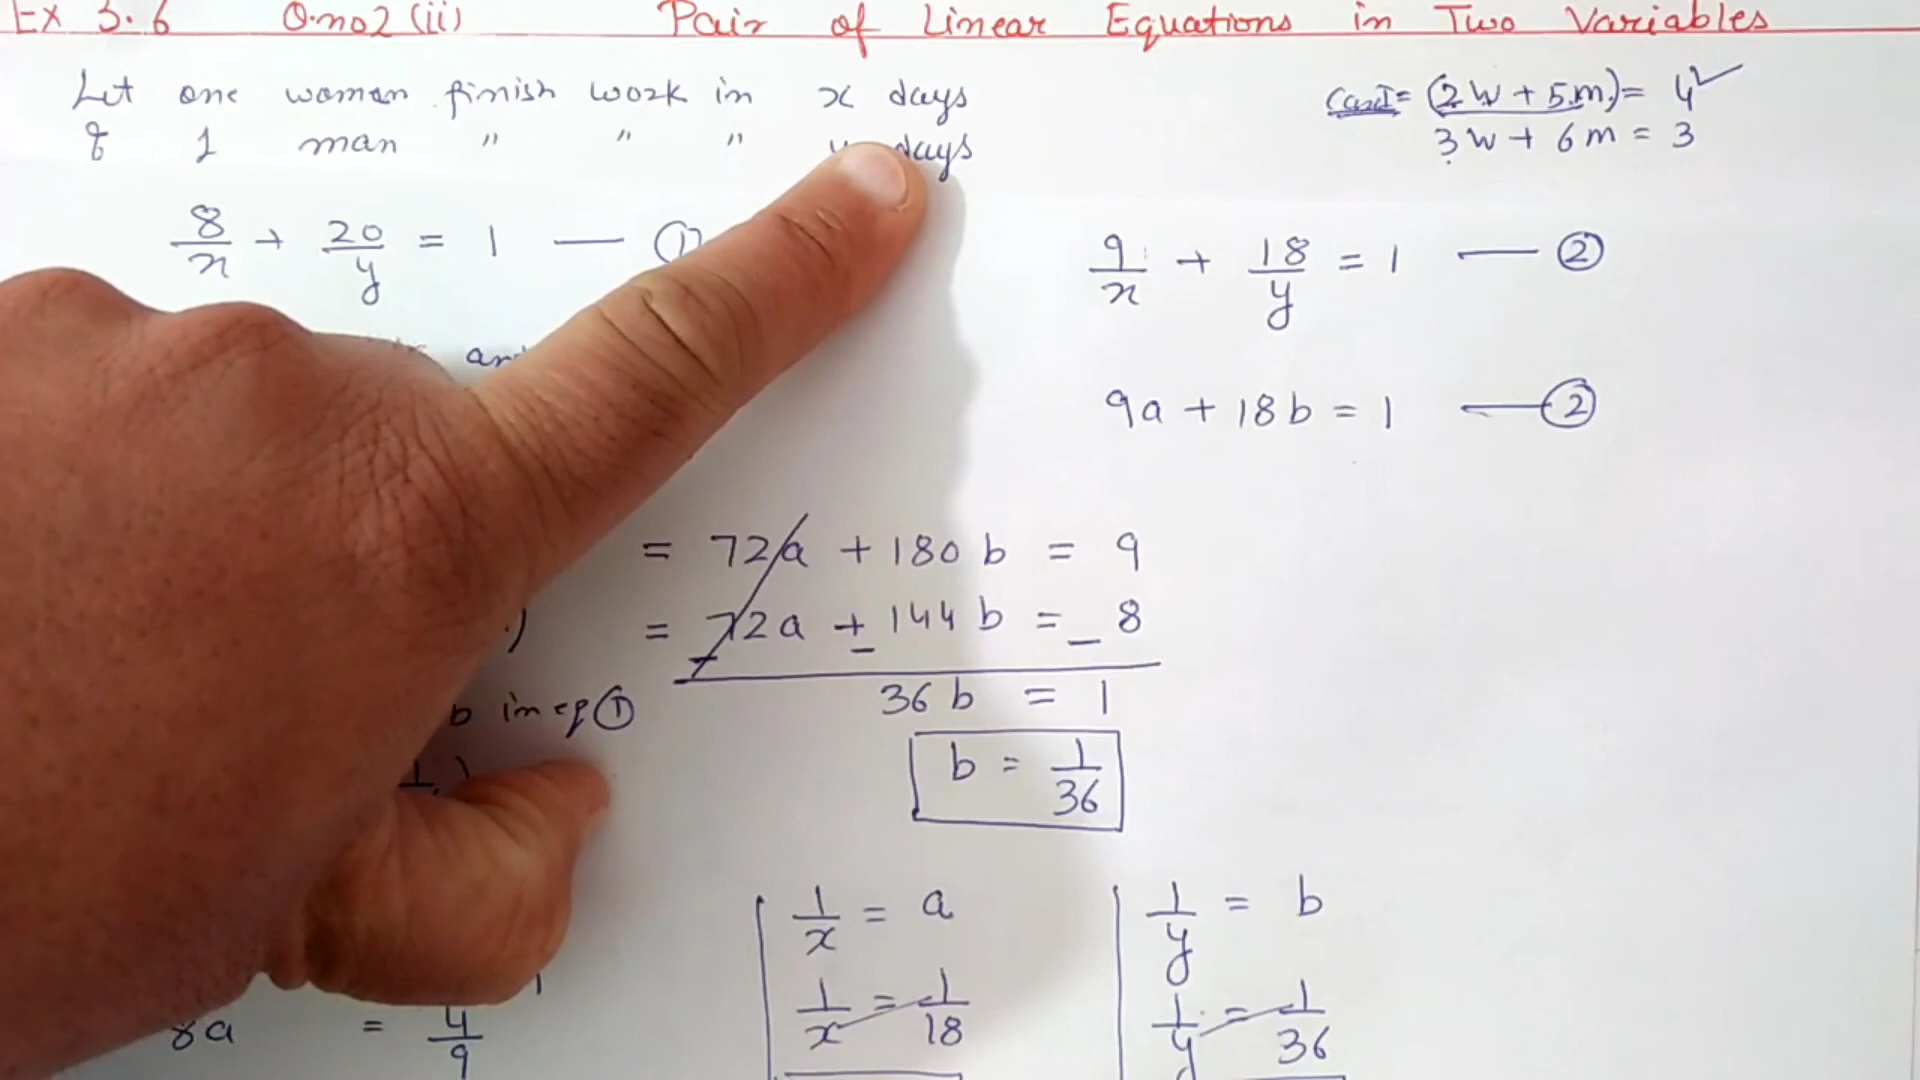 Ex 3.6 Q.no2 (ii) Pair of Linear Equations in Two Variables
Let one woman finish work in x days
& 1 man " " " days
Case I = (2W + 5m) = 4 ✓
3W + 6m = 3
8/x + 20/y = 1 — ①
9/x + 18/y = 1 — ②
9a + 18b = 1 — ②
= 72a + 180b = 9
= 72a + 144b = 8
− − −
36b = 1
b = 1/36
b in eq ①
8a = 4/9
1/x = a
1/x = 1/18
1/y = b
1/y = 1/36